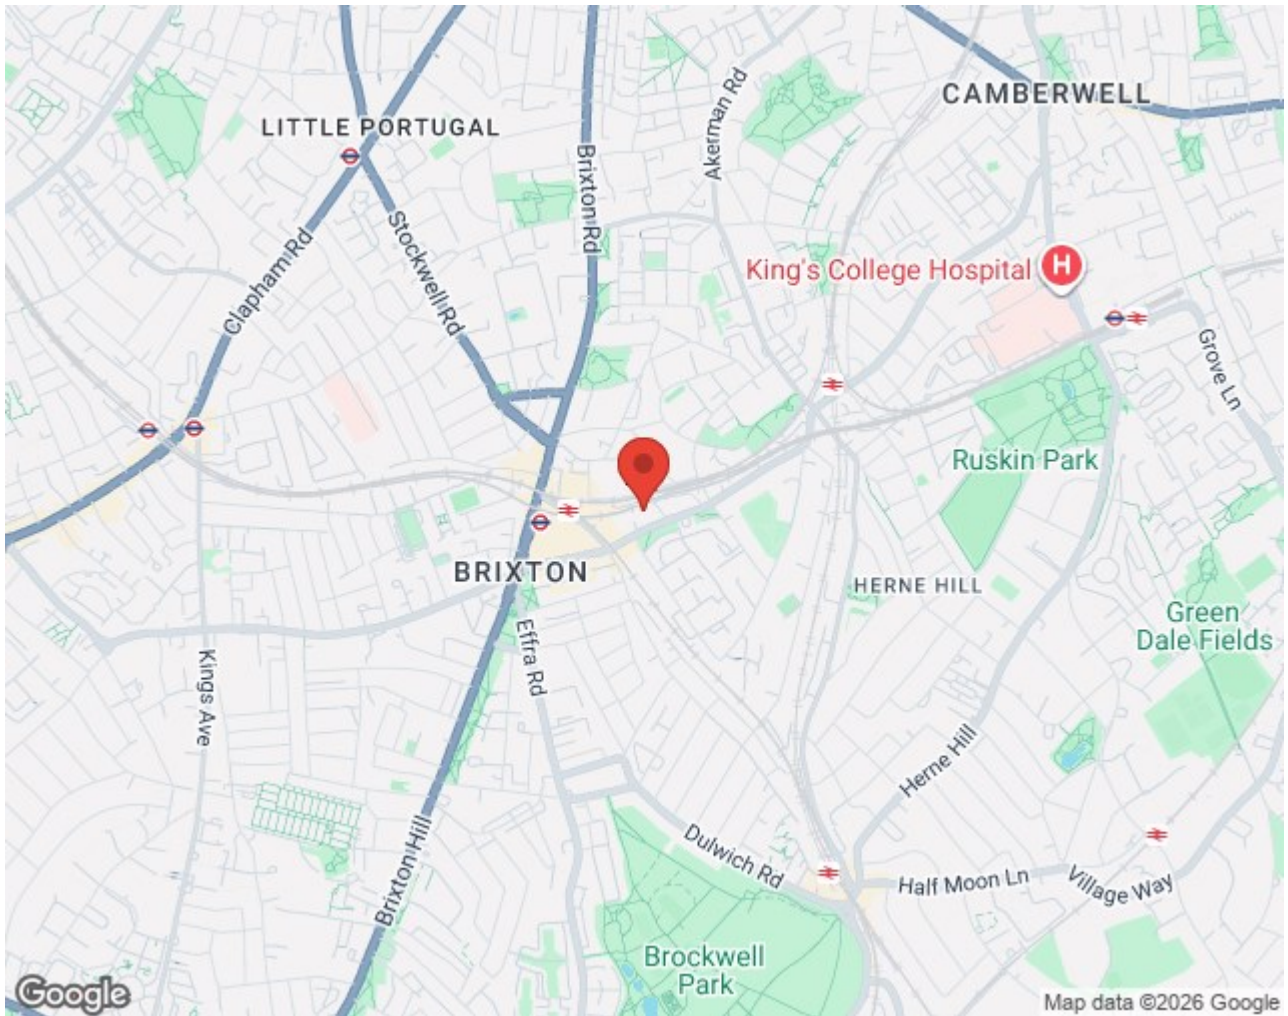 CAMBERWELL
LITTLE PORTUGAL
Akerman Rd
Brixton Rd
Stockwell Rd
Clapham Rd
King's College Hospital
H
Grove Ln
Ruskin Park
BRIXTON
HERNE HILL
Green
Dale Fields
Effra Rd
Kings Ave
Herne Hill
Brixton Hill
Dulwich Rd
Half Moon Ln
Village Way
Brockwell
Park
Google
Map data ©2026 Google